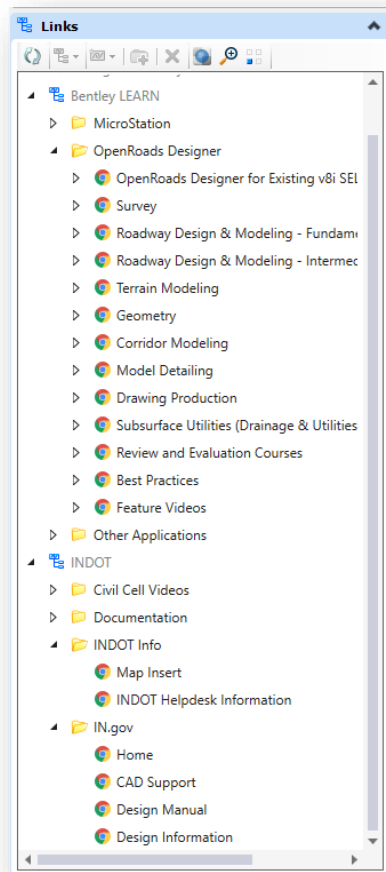 Links
Bentley LEARN
MicroStation
OpenRoads Designer
OpenRoads Designer for Existing v8i SEL
Survey
Roadway Design & Modeling - Fundam
Roadway Design & Modeling - Intermed
Terrain Modeling
Geometry
Corridor Modeling
Model Detailing
Drawing Production
Subsurface Utilities (Drainage & Utilities
Review and Evaluation Courses
Best Practices
Feature Videos
Other Applications
INDOT
Civil Cell Videos
Documentation
INDOT Info
Map Insert
INDOT Helpdesk Information
IN.gov
Home
CAD Support
Design Manual
Design Information